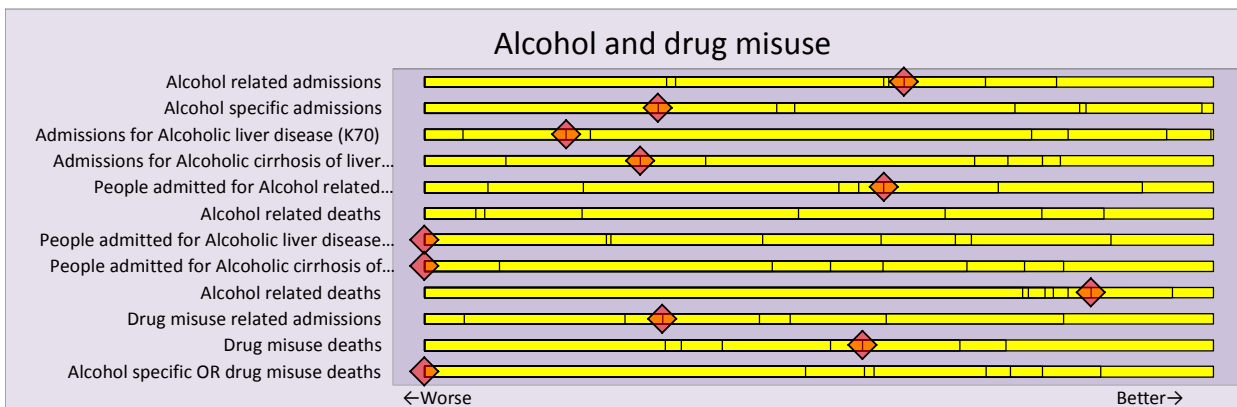 Alcohol and drug misuse
Alcohol related admissions
Alcohol specific admissions
Admissions for Alcoholic liver disease (K70)
Admissions for Alcoholic cirrhosis of liver...
People admitted for Alcohol related...
Alcohol related deaths
People admitted for Alcoholic liver disease...
People admitted for Alcoholic cirrhosis of...
Alcohol related deaths
Drug misuse related admissions
Drug misuse deaths
Alcohol specific OR drug misuse deaths
←Worse Better→